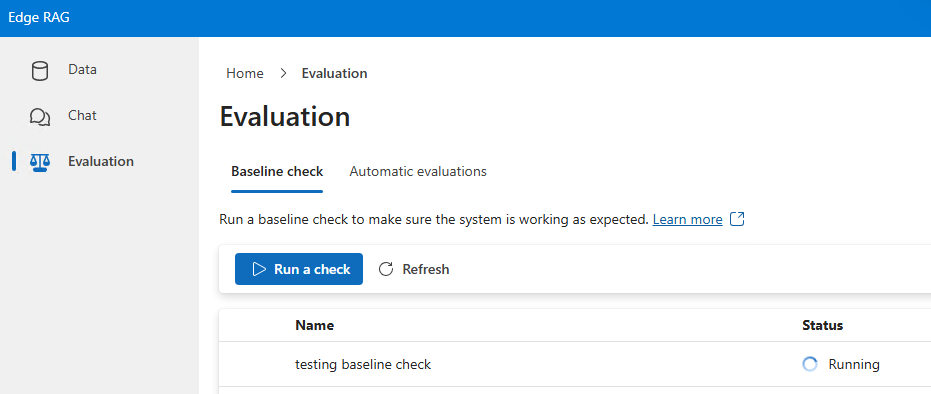 Edge RAG
Data
Chat
Evaluation
Home > Evaluation
Evaluation
Baseline check Automatic evaluations
Run a baseline check to make sure the system is working as expected. Learn more
Run a check Refresh
Name Status
testing baseline check Running